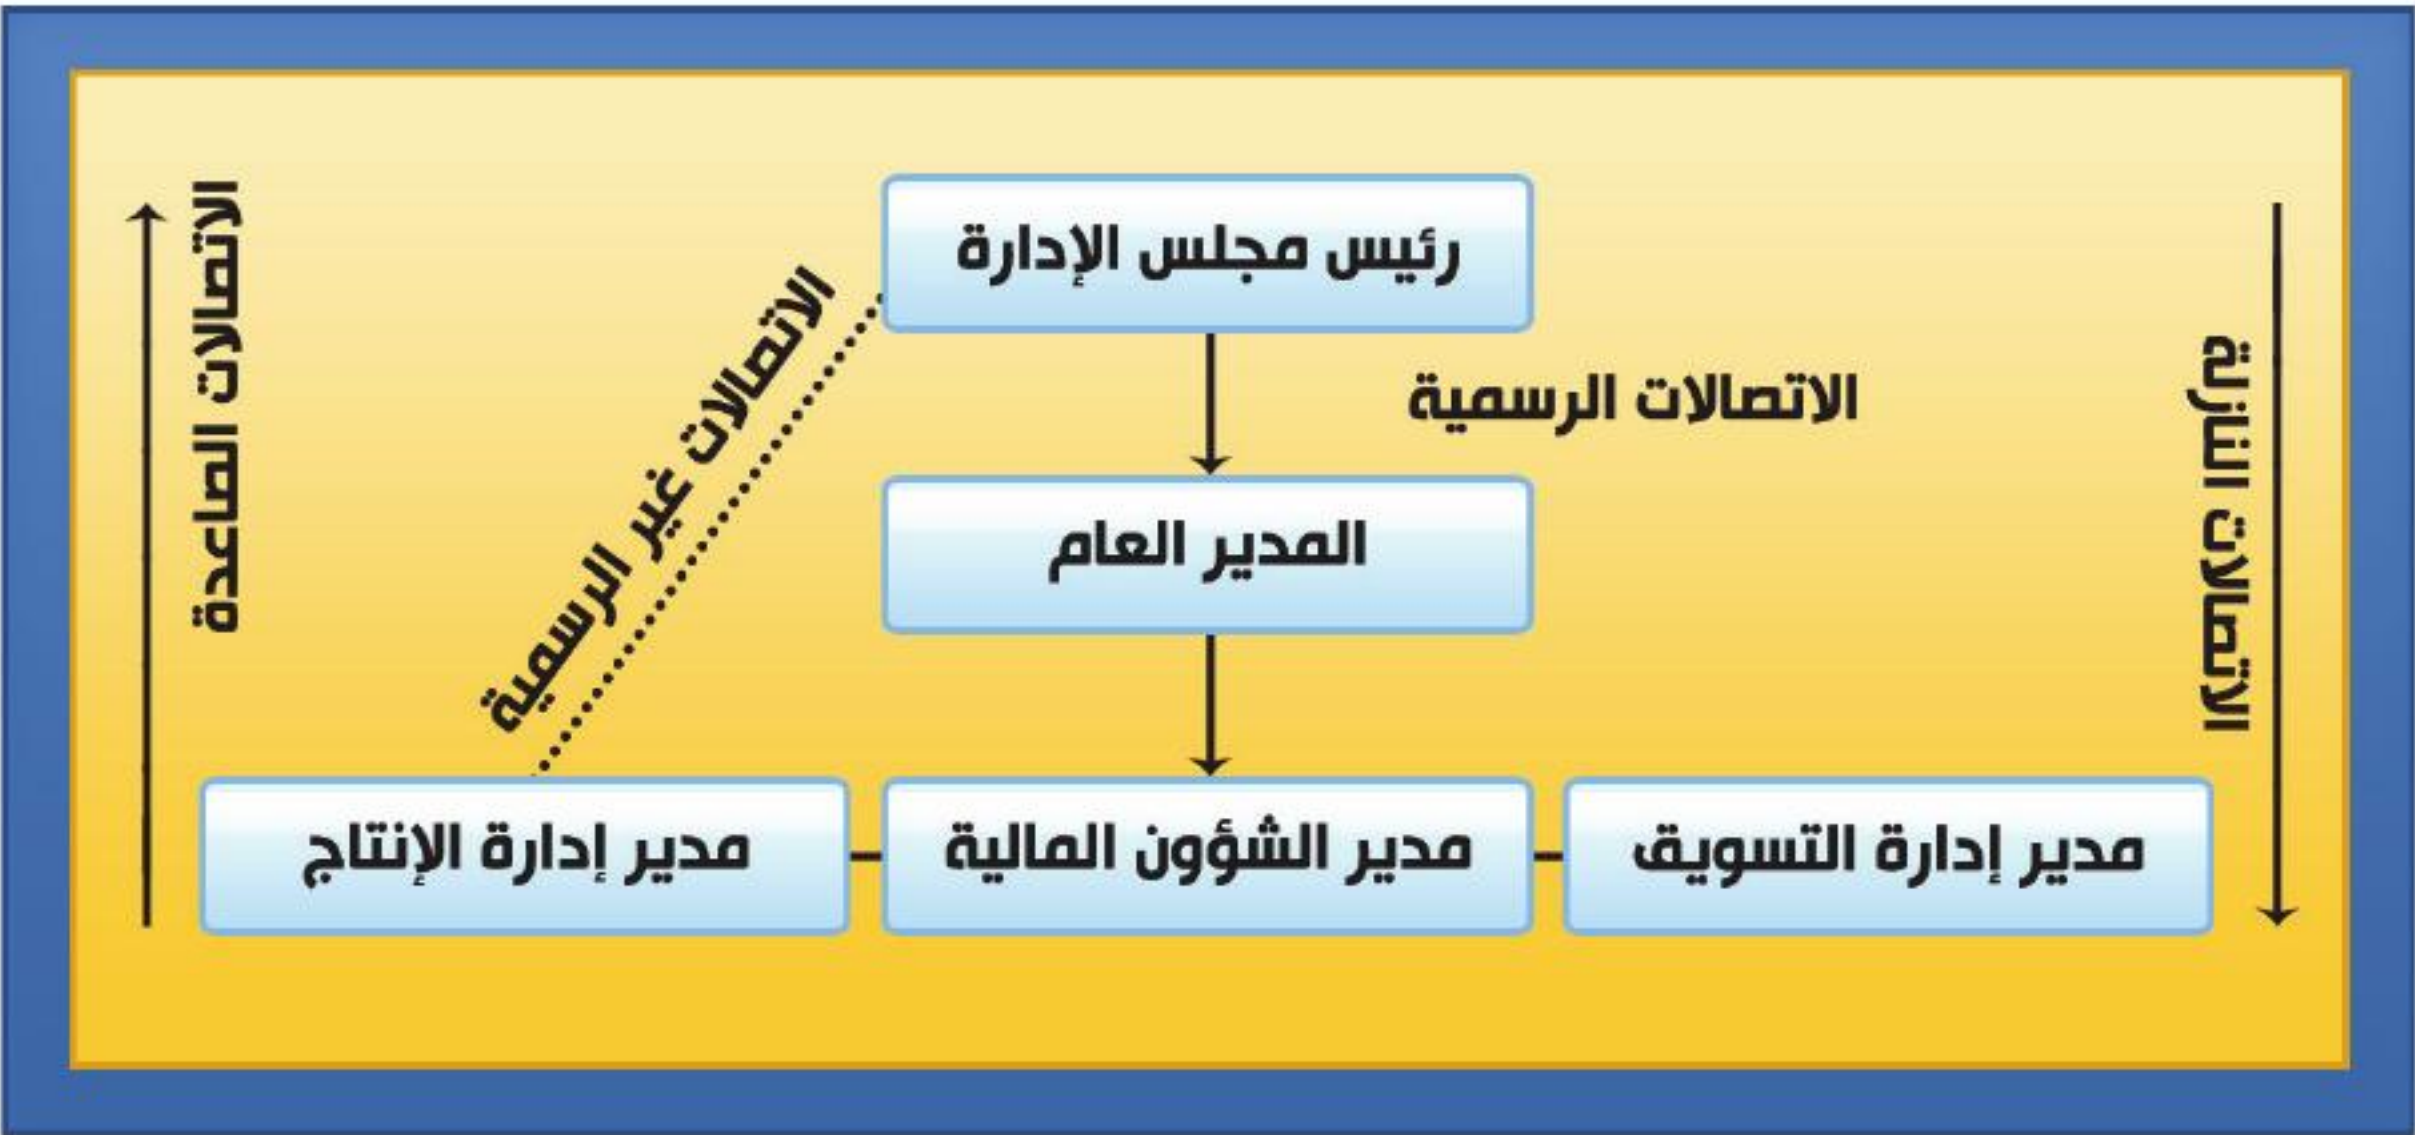 رئيس مجلس الإدارة
الاتصالات الرسمية
المدير العام
مدير إدارة التسويق
مدير الشؤون المالية
مدير إدارة الإنتاج
الاتصالات النازلة
الاتصالات غير الرسمية
الاتصالات الصاعدة